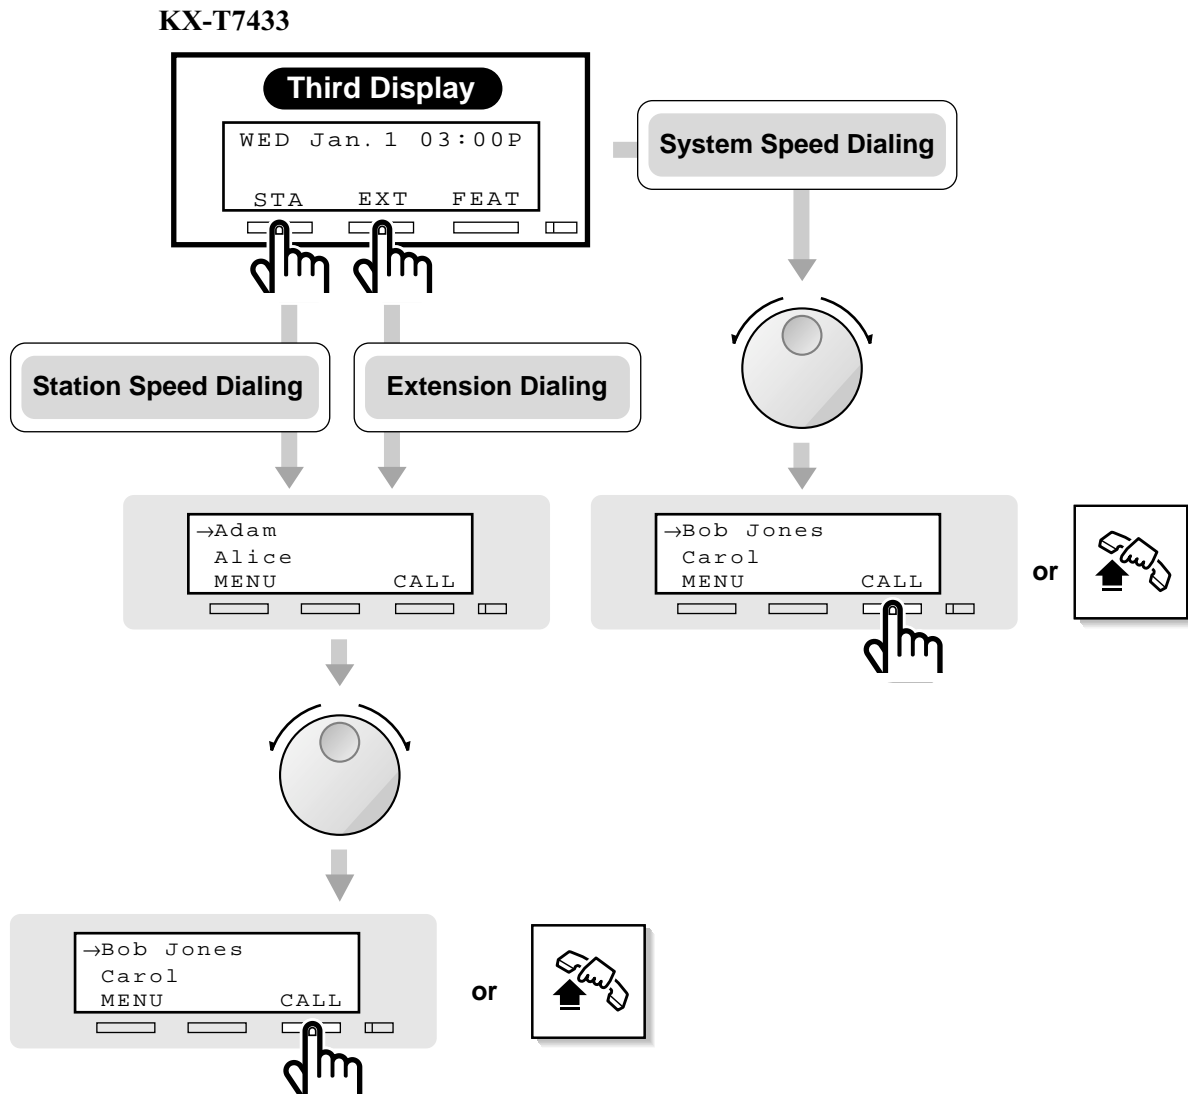 KX-T7433
Third Display
WED Jan. 1 03:00P
STA EXT FEAT
System Speed Dialing
Station Speed Dialing
Extension Dialing
→Adam
Alice
MENU CALL
→Bob Jones
Carol
MENU CALL
or
→Bob Jones
Carol
MENU CALL
or